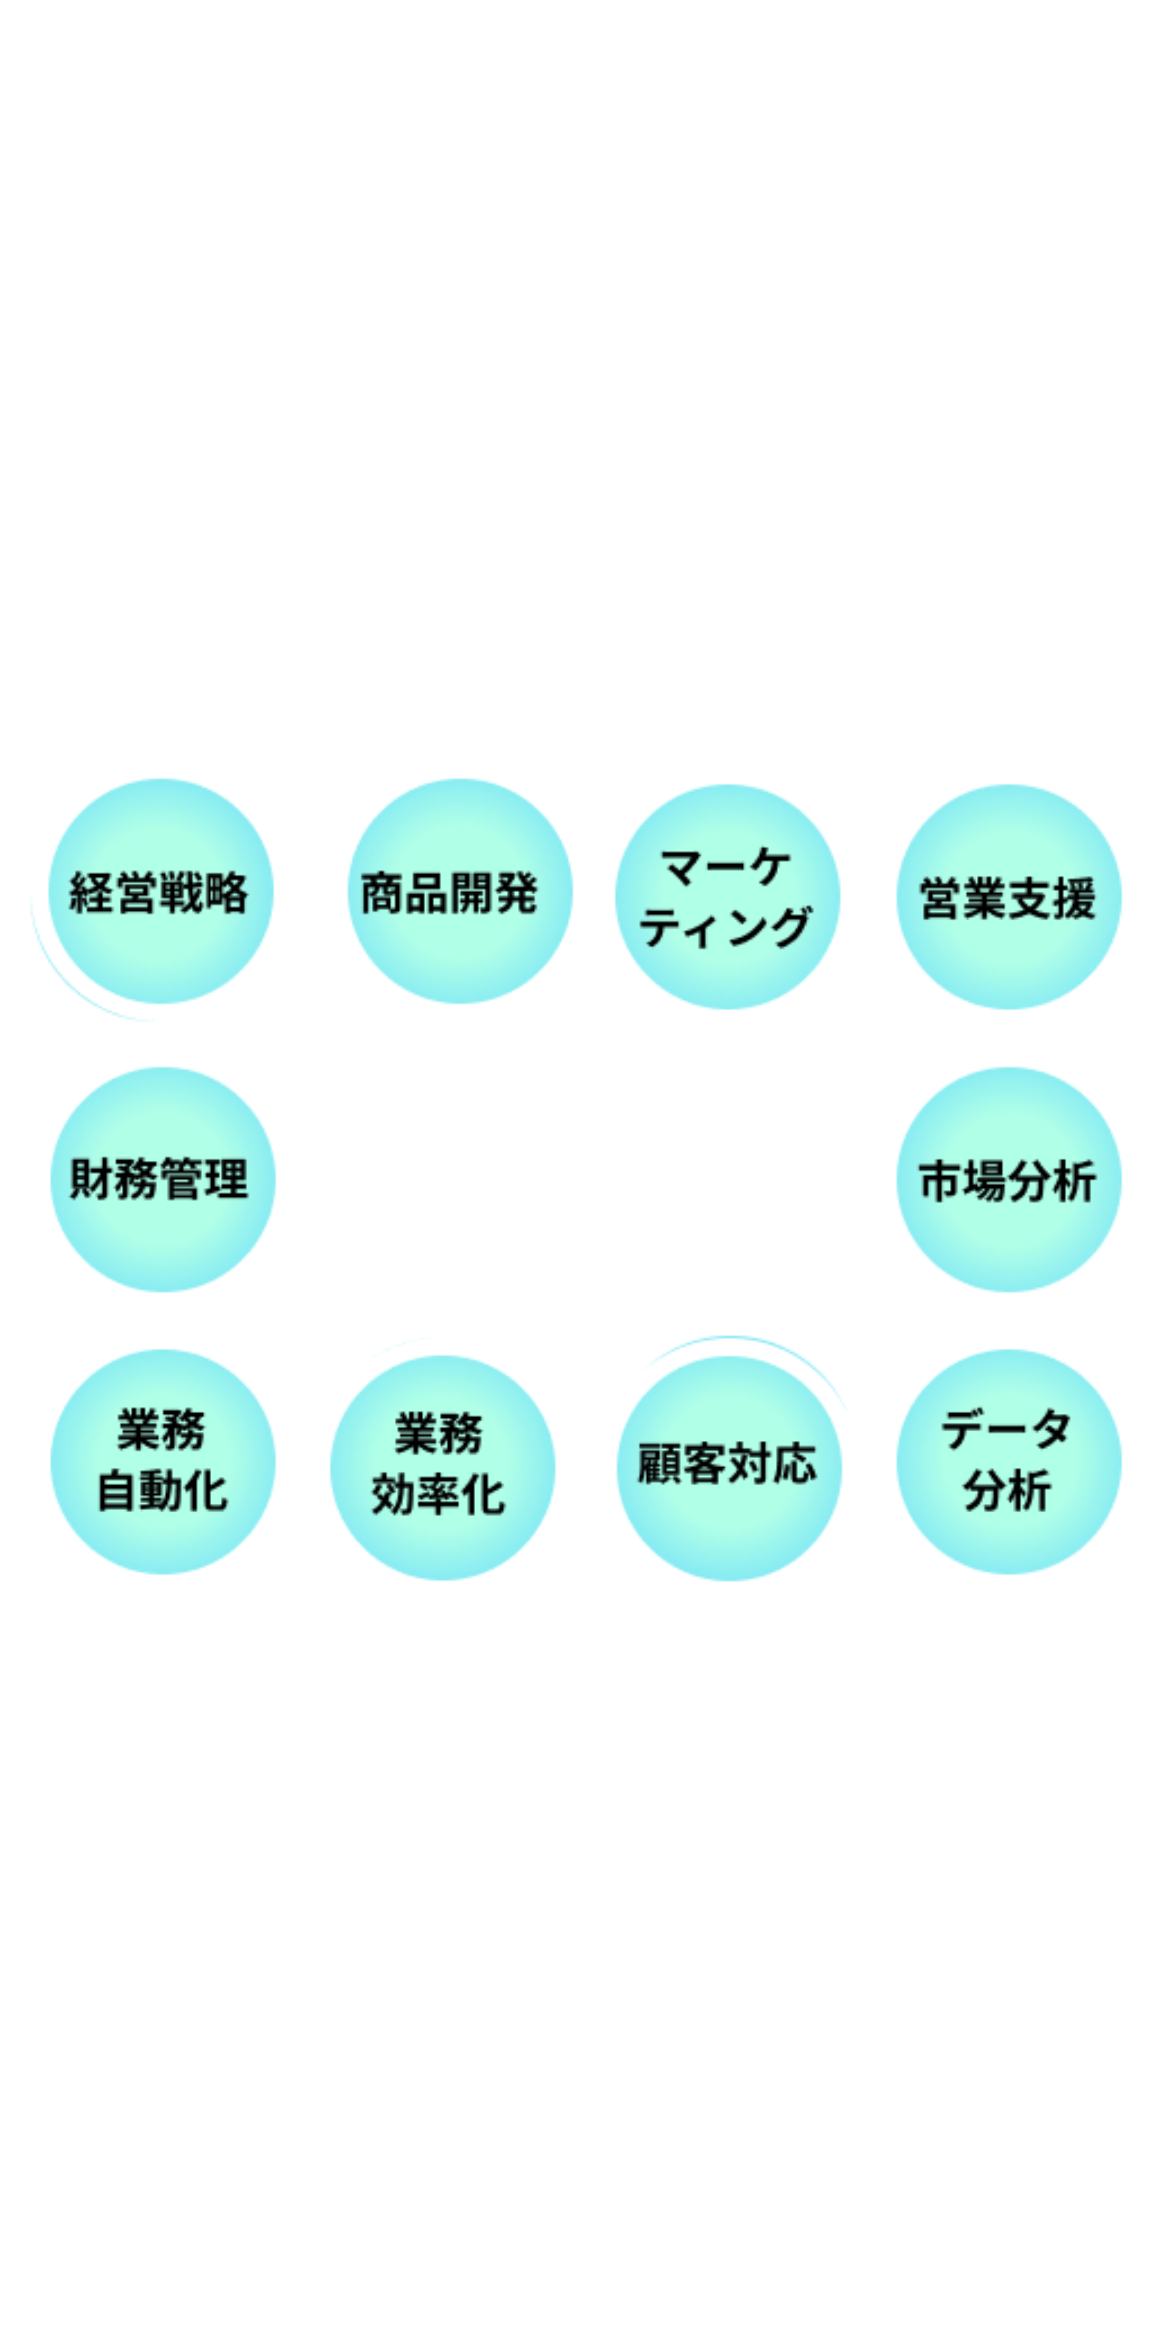 経営戦略
商品開発
マーケ
ティング
営業支援
財務管理
市場分析
業務
自動化
業務
効率化
顧客対応
データ
分析